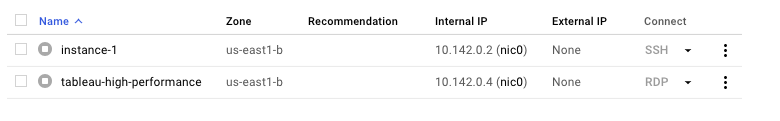 Name Zone Recommendation Internal IP External IP Connect
instance-1 us-east1-b 10.142.0.2 (nic0) None SSH
tableau-high-performance us-east1-b 10.142.0.4 (nic0) None RDP